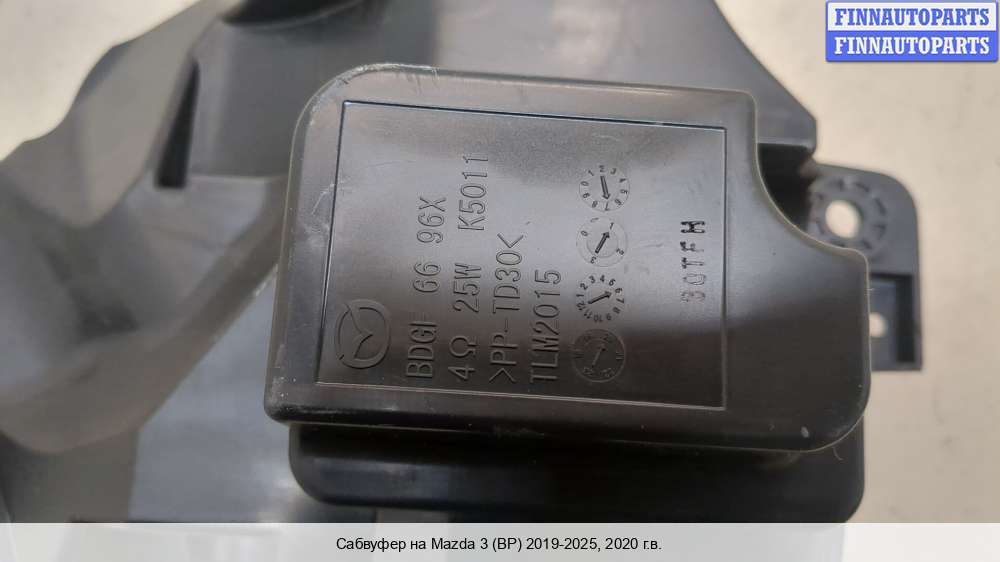 FINNAUTOPARTS
FINNAUTOPARTS
BDGF 66 96X
4Ω 25W K5011
>PP-TD30<
TLM2015
Сабвуфер на Mazda 3 (BP) 2019-2025, 2020 г.в.